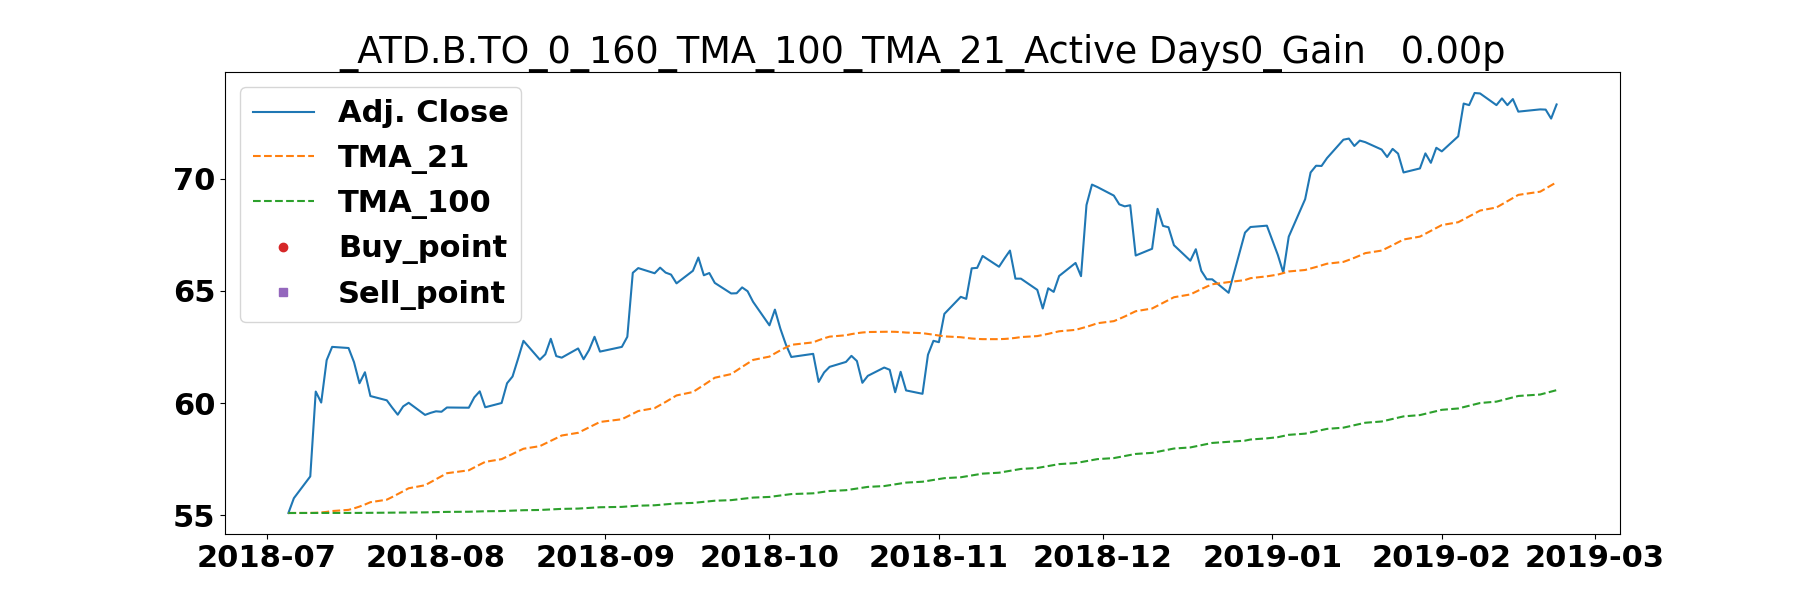 _ATD.B.TO_0_160_TMA_100_TMA_21_Active Days0_Gain   0.00p
Adj. Close
TMA_21
TMA_100
Buy_point
Sell_point
70
65
60
55
2018-07 2018-08 2018-09 2018-10 2018-11 2018-12 2019-01 2019-02 2019-03